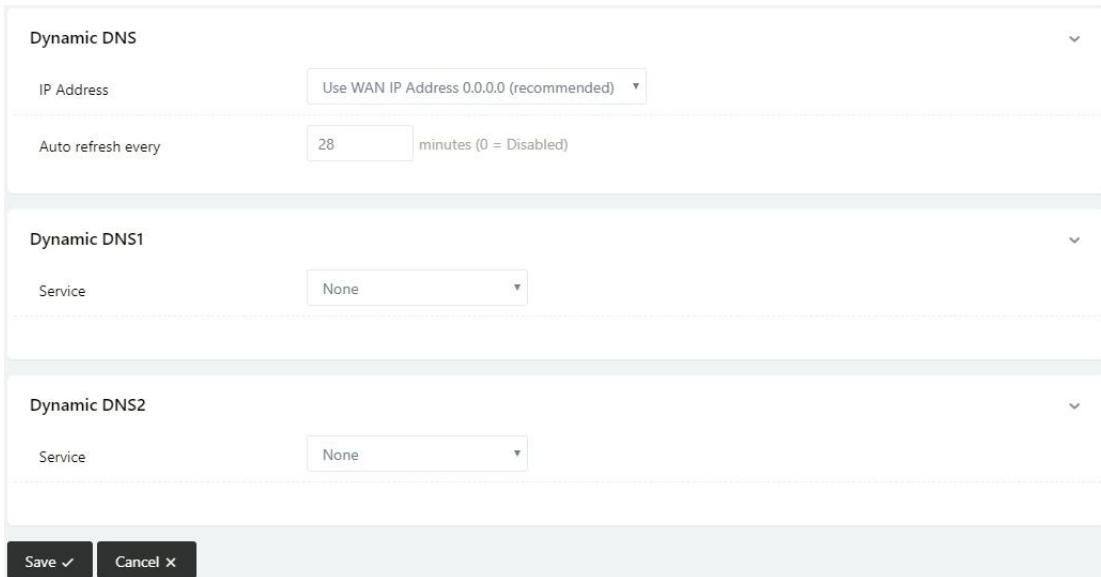 Dynamic DNS
IP Address Use WAN IP Address 0.0.0.0 (recommended)
Auto refresh every 28 minutes (0 = Disabled)
Dynamic DNS1
Service None
Dynamic DNS2
Service None
Save Cancel